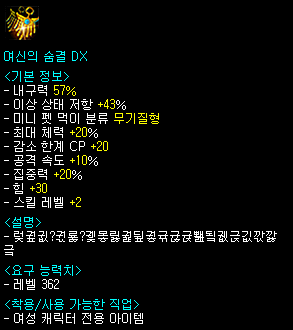 여신의 숨결 DX
<기본 정보>
- 내구력 57%
- 이상 상태 저항 +43%
- 미니 펫 먹이 분류 무기질형
- 최대 체력 +20%
- 감소 한계 CP +20
- 공격 속도 +10%
- 집중력 +20%
- 힘 +30
- 스킬 레벨 +2
<설명>
<요구 능력치>
- 레벨 362
<착용/사용 가능한 직업>
- 여성 캐릭터 전용 아이템